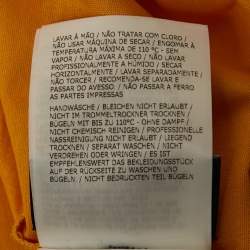 LAVAR À MÃO / NÃO TRATAR COM CLORO /
NÃO USAR MÁQUINA DE SECAR / ENGOMAR À
TEMPERATURA MÁXIMA DE 110 ºC - SEM
VAPOR / NÃO LAVAR A SECO / NÃO LAVAR
PROFISSIONALMENTE A HÚMIDO / SECAR
HORIZONTALMENTE / LAVAR SEPARADAMENTE
/ NÃO TORCER / RECOMENDA-SE LAVAR E
PASSAR DO AVESSO / NÃO PASSAR A FERRO
AS PARTES IMPRESSAS
HANDWÄSCHE / BLEICHEN NICHT ERLAUBT /
NICHT IM TROMMELTROCKNER TROCKNEN /
BÜGELN MIT BIS ZU 110°C - OHNE DAMPF /
NICHT CHEMISCH REINIGEN / PROFESSIONELLE
NASSREINIGUNG NICHT ERLAUBT / LIEGEND
TROCKNEN / SEPARAT WASCHEN / NICHT
VERDREHEN ODER WRINGEN / ES IST
EMPFEHLENSWERT DAS BEKLEIDUNGSSTÜCK
AUF DER RÜCKSEITE ZU WASCHEN UND
BÜGELN / NICHT BEDRUCKTEN TEIL BÜGELN